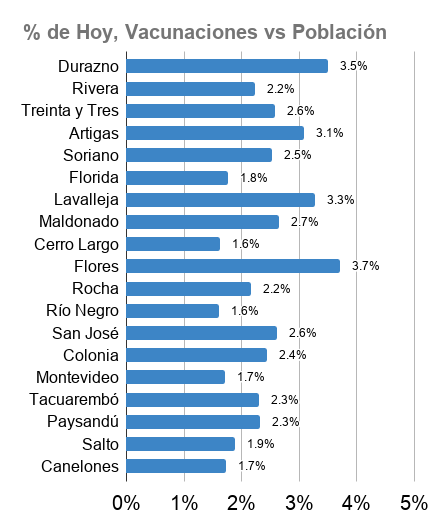 % de Hoy, Vacunaciones vs Población
Durazno 3.5%
Rivera 2.2%
Treinta y Tres 2.6%
Artigas 3.1%
Soriano 2.5%
Florida 1.8%
Lavalleja 3.3%
Maldonado 2.7%
Cerro Largo 1.6%
Flores 3.7%
Rocha 2.2%
Río Negro 1.6%
San José 2.6%
Colonia 2.4%
Montevideo 1.7%
Tacuarembó 2.3%
Paysandú 2.3%
Salto 1.9%
Canelones 1.7%
0% 1% 2% 3% 4% 5%